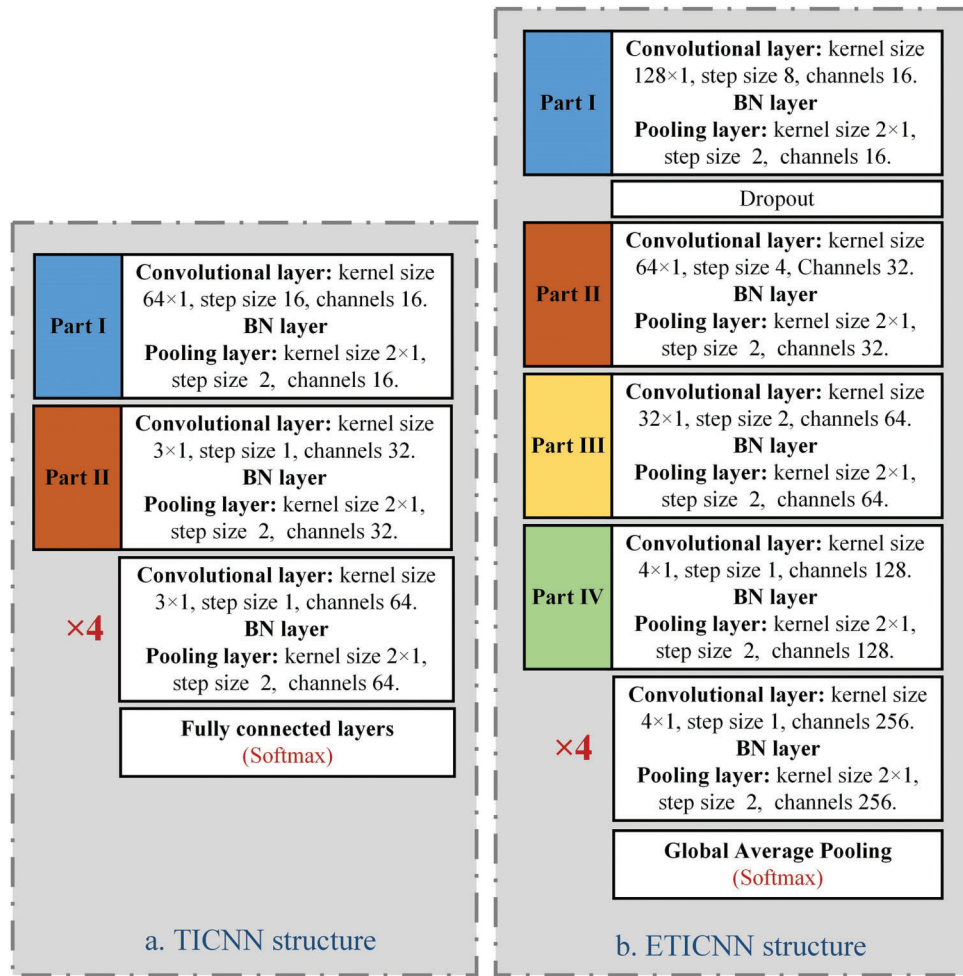 Part I
Convolutional layer: kernel size
64×1, step size 16, channels 16.
BN layer
Pooling layer: kernel size 2×1,
step size 2, channels 16.
Part II
Convolutional layer: kernel size
3×1, step size 1, channels 32.
BN layer
Pooling layer: kernel size 2×1,
step size 2, channels 32.
×4
Convolutional layer: kernel size
3×1, step size 1, channels 64.
BN layer
Pooling layer: kernel size 2×1,
step size 2, channels 64.
Fully connected layers
(Softmax)
a. TICNN structure
Part I
Convolutional layer: kernel size
128×1, step size 8, channels 16.
BN layer
Pooling layer: kernel size 2×1,
step size 2, channels 16.
Dropout
Part II
Convolutional layer: kernel size
64×1, step size 4, Channels 32.
BN layer
Pooling layer: kernel size 2×1,
step size 2, channels 32.
Part III
Convolutional layer: kernel size
32×1, step size 2, channels 64.
BN layer
Pooling layer: kernel size 2×1,
step size 2, channels 64.
Part IV
Convolutional layer: kernel size
4×1, step size 1, channels 128.
BN layer
Pooling layer: kernel size 2×1,
step size 2, channels 128.
×4
Convolutional layer: kernel size
4×1, step size 1, channels 256.
BN layer
Pooling layer: kernel size 2×1,
step size 2, channels 256.
Global Average Pooling
(Softmax)
b. ETICNN structure